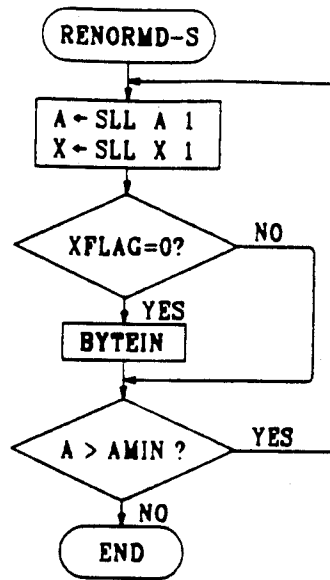 RENORMD-S
A ← SLL A 1
X ← SLL X 1
XFLAG=0?
NO
YES
BYTEIN
A > AMIN ?
YES
NO
END